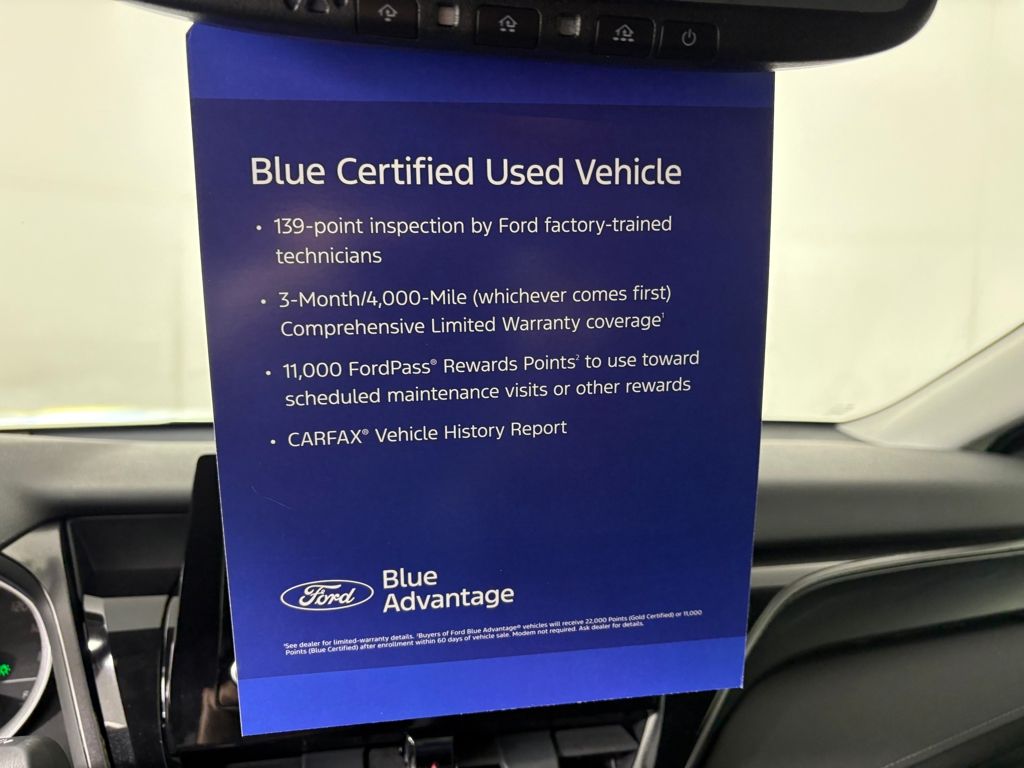 Blue Certified Used Vehicle
• 139-point inspection by Ford factory-trained
technicians
• 3-Month/4,000-Mile (whichever comes first)
Comprehensive Limited Warranty coverage¹
• 11,000 FordPass® Rewards Points² to use toward
scheduled maintenance visits or other rewards
• CARFAX® Vehicle History Report
Ford
Blue
Advantage
¹See dealer for limited-warranty details. ²Buyers of Ford Blue Advantage® vehicles will receive 22,000 Points (Gold Certified) or 11,000
Points (Blue Certified) after enrollment within 60 days of vehicle sale. Modem not required. Ask dealer for details.